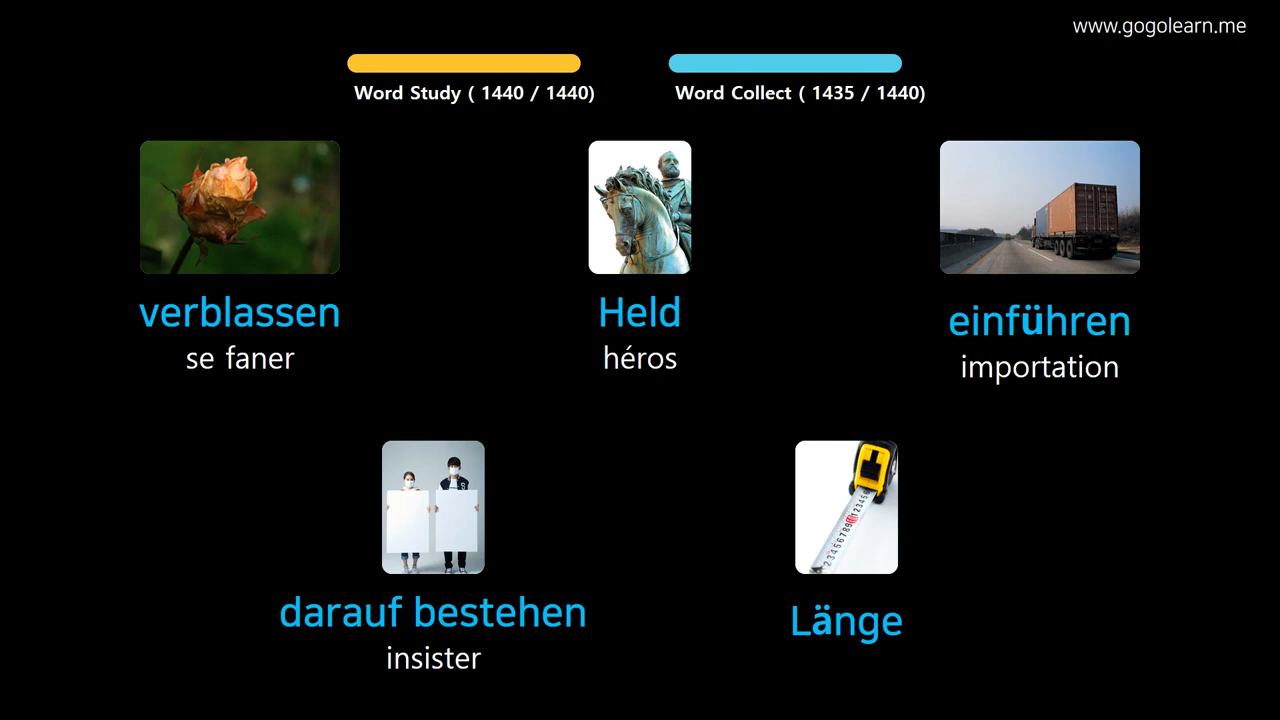 www.gogolearn.me
Word Study ( 1440 / 1440)
Word Collect ( 1435 / 1440)
verblassen
se faner
Held
héros
einführen
importation
darauf bestehen
insister
Länge